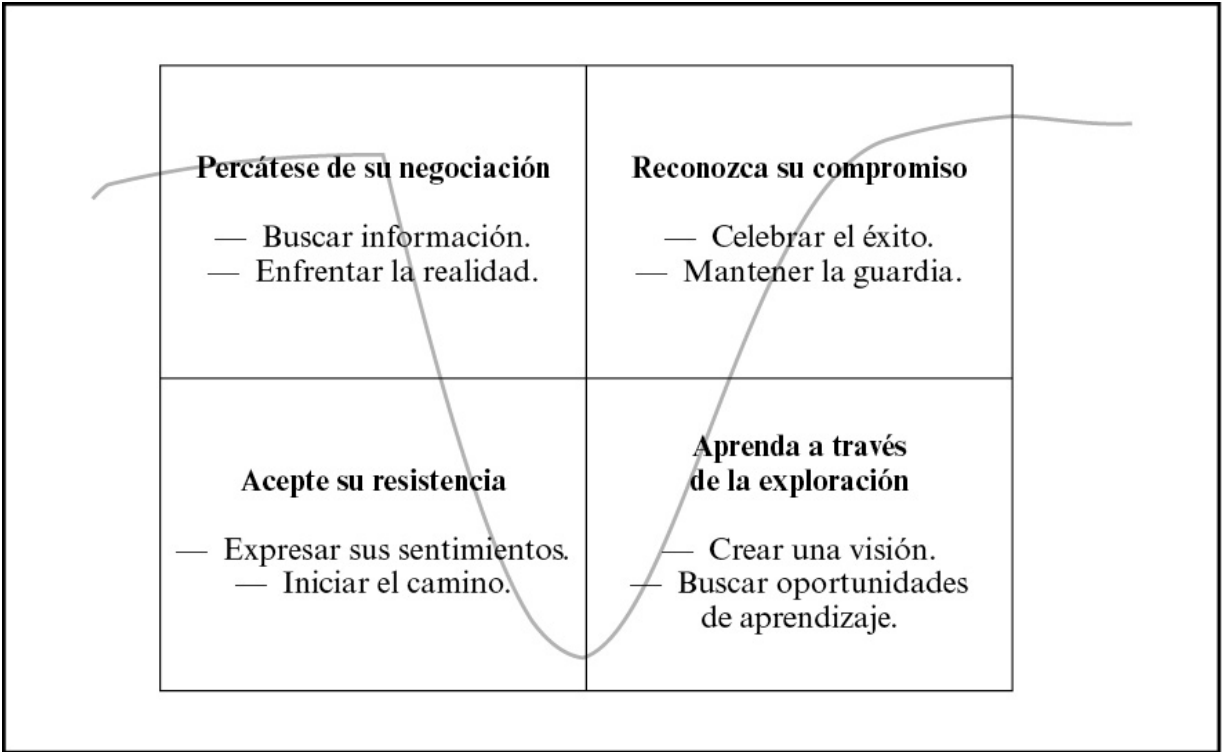 Percátese de su negociación
— Buscar información.
— Enfrentar la realidad.
Reconozca su compromiso
— Celebrar el éxito.
— Mantener la guardia.
Acepte su resistencia
— Expresar sus sentimientos.
— Iniciar el camino.
Aprenda a través
de la exploración
— Crear una visión.
— Buscar oportunidades
de aprendizaje.